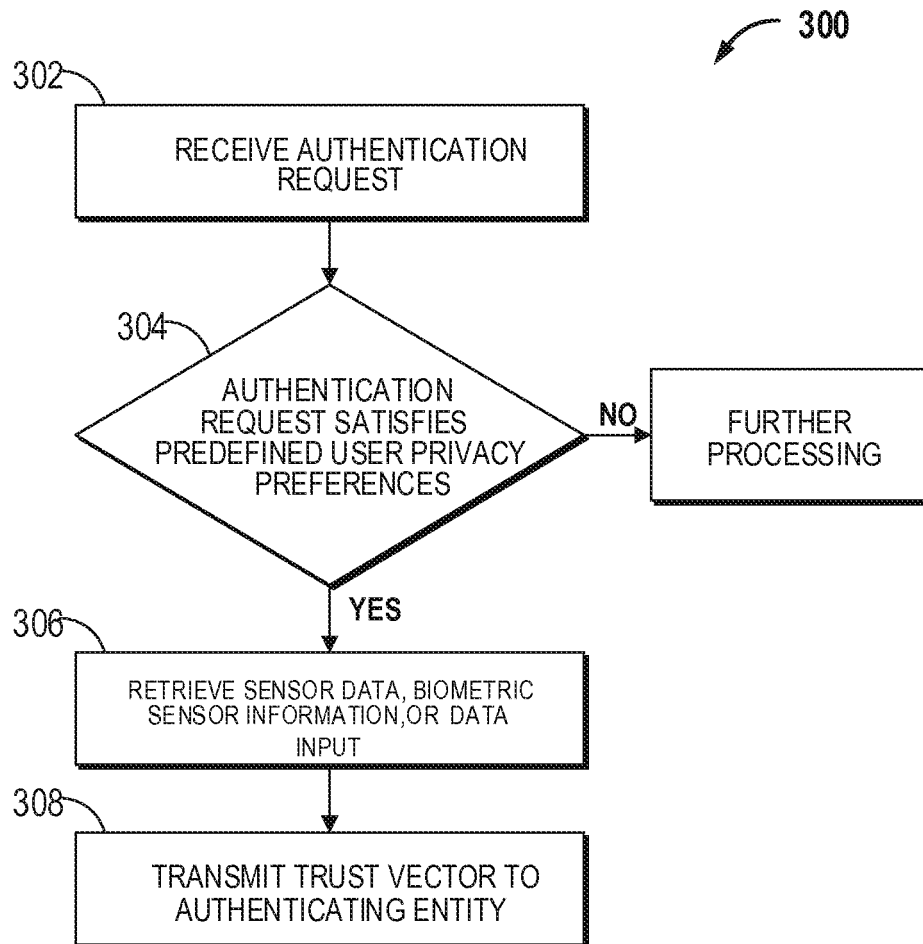 300
302
RECEIVE AUTHENTICATION
REQUEST
304
AUTHENTICATION
REQUEST SATISFIES
PREDEFINED USER PRIVACY
PREFERENCES
NO
FURTHER
PROCESSING
YES
306
RETRIEVE SENSOR DATA, BIOMETRIC
SENSOR INFORMATION,OR DATA
INPUT
308
TRANSMIT TRUST VECTOR TO
AUTHENTICATING ENTITY